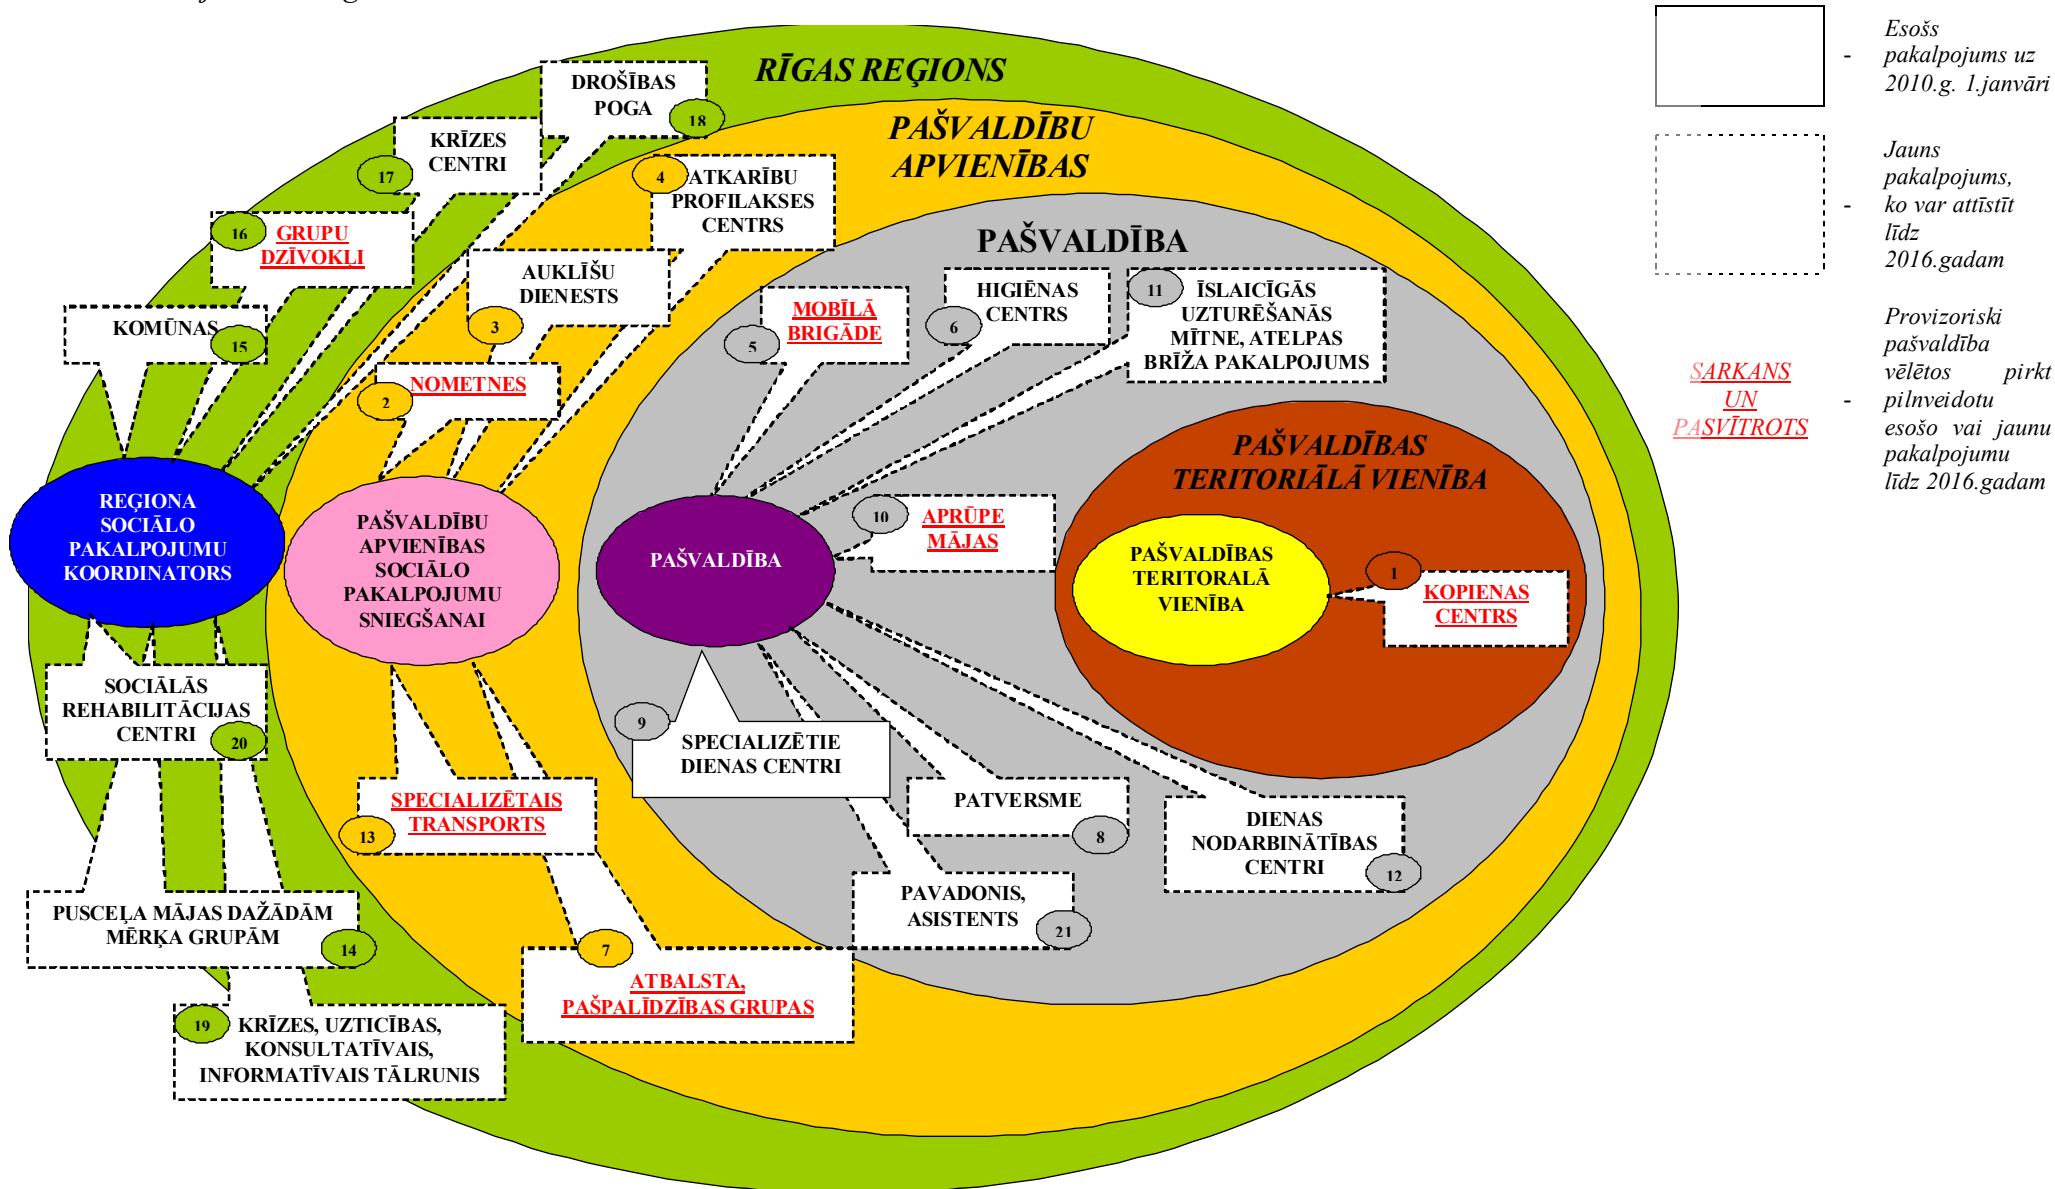 RĪGAS REĢIONS
PAŠVALDĪBU
APVIENĪBAS
PAŠVALDĪBA
PAŠVALDĪBAS
TERITORIĀLĀ VIENĪBA
DROŠĪBAS
POGA
18
KRĪZES
CENTRI
17
16
GRUPU
DZĪVOKĻI
KOMŪNAS
15
4
ATKARĪBU
PROFILAKSES
CENTRS
AUKLĪŠU
DIENESTS
3
NOMETNES
2
MOBĪLĀ
BRIGĀDE
5
HIGIĒNAS
CENTRS
6
11
ĪSLAICĪGĀS
UZTURĒŠANĀS
MĪTNE, ATELPAS
BRĪŽA PAKALPOJUMS
REĢIONA
SOCIĀLO
PAKALPOJUMU
KOORDINATORS
PAŠVALDĪBU
APVIENĪBAS
SOCIĀLO
PAKALPOJUMU
SNIEGŠANAI
PAŠVALDĪBA
10
APRŪPE
MĀJAS
PAŠVALDĪBAS
TERITORALĀ
VIENĪBA
1
KOPIENAS
CENTRS
SOCIĀLĀS
REHABILITĀCIJAS
CENTRI
20
9
SPECIALIZĒTIE
DIENAS CENTRI
SPECIALIZĒTAIS
TRANSPORTS
13
PATVERSME
8
DIENAS
NODARBINĀTĪBAS
CENTRI
12
PAVADONIS,
ASISTENTS
21
PUSCEĻA MĀJAS DAŽĀDĀM
MĒRĶA GRUPĀM
14
7
ATBALSTA,
PAŠPALĪDZĪBAS GRUPAS
19
KRĪZES, UZTICĪBAS,
KONSULTATĪVAIS,
INFORMATĪVAIS TĀLRUNIS
-
Esošs
pakalpojums uz
2010.g. 1.janvāri
-
Jauns
pakalpojums,
ko var attīstīt
līdz
2016.gadam
SARKANS
UN
PASVĪTROTS
-
Provizoriski
pašvaldība
vēlētos pirkt
pilnveidotu
esošo vai jaunu
pakalpojumu
līdz 2016.gadam